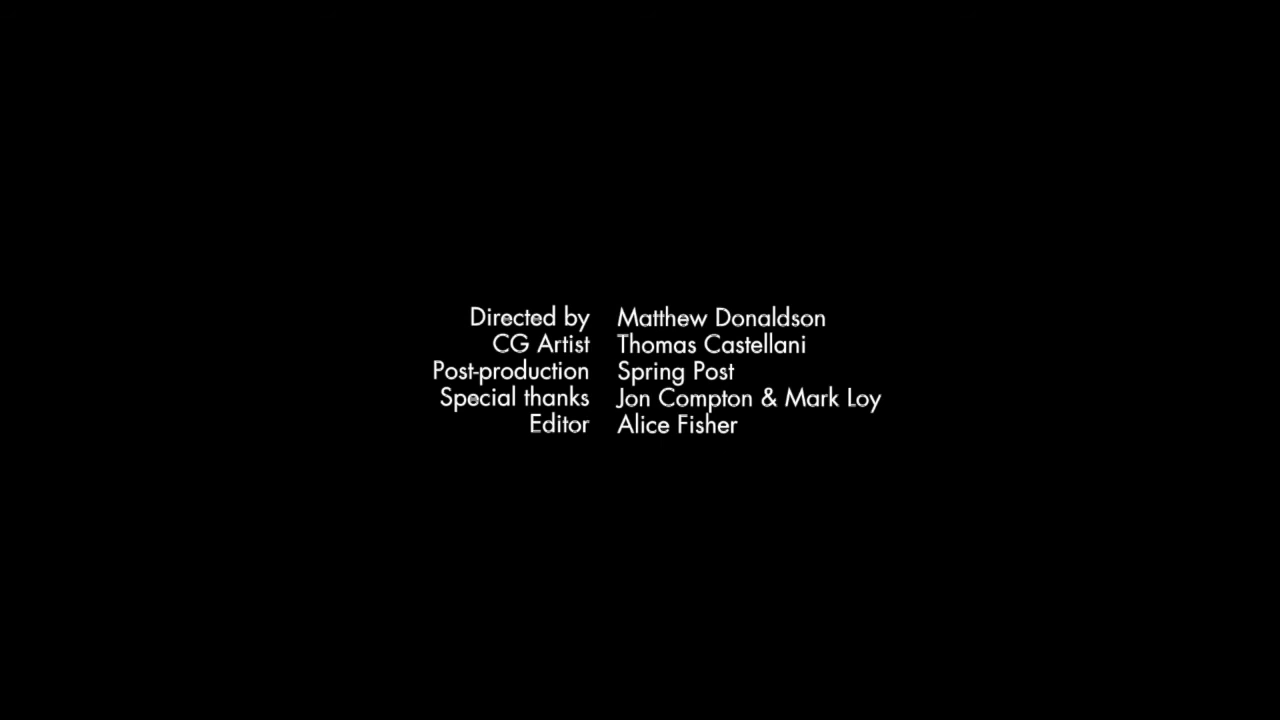 Directed by Matthew Donaldson
CG Artist Thomas Castellani
Post-production Spring Post
Special thanks Jon Compton & Mark Loy
Editor Alice Fisher